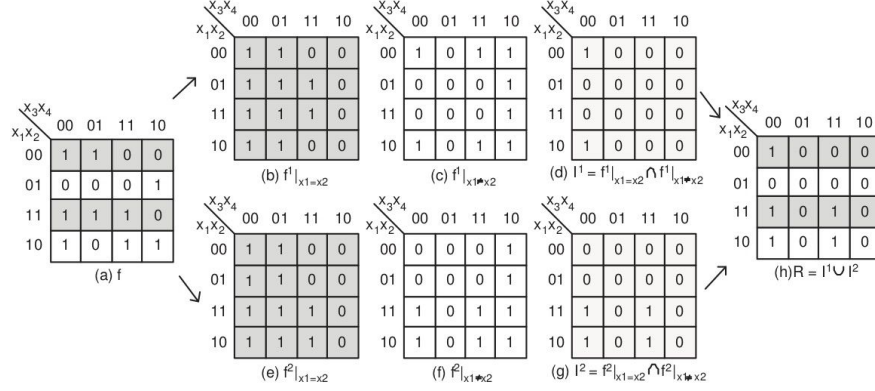 x3x4
x1x2
00 01 11 10
00 1 1 0 0
01 0 0 0 1
11 1 1 1 0
10 1 0 1 1
(a) f
x3x4
x1x2
00 01 11 10
00 1 1 0 0
01 1 1 1 0
11 1 1 1 0
10 1 1 0 0
(b) f¹|x1=x2
x3x4
x1x2
00 01 11 10
00 1 0 1 1
01 0 0 0 1
11 0 0 0 1
10 1 0 1 1
(c) f¹|x1≠x2
x3x4
x1x2
00 01 11 10
00 1 0 0 0
01 0 0 0 0
11 0 0 0 0
10 1 0 0 0
(d) I¹ = f¹|x1=x2 ∩ f¹|x1≠x2
x3x4
x1x2
00 01 11 10
00 1 1 0 0
01 1 1 0 0
11 1 1 1 0
10 1 1 1 0
(e) f²|x1=x2
x3x4
x1x2
00 01 11 10
00 0 0 0 1
01 0 0 0 1
11 1 0 1 1
10 1 0 1 1
(f) f²|x1≠x2
x3x4
x1x2
00 01 11 10
00 0 0 0 0
01 0 0 0 0
11 1 0 1 0
10 1 0 1 0
(g) I² = f²|x1=x2 ∩ f²|x1≠x2
x3x4
x1x2
00 01 11 10
00 1 0 0 0
01 0 0 0 0
11 1 0 1 0
10 1 0 1 0
(h)R = I¹ ∪ I²